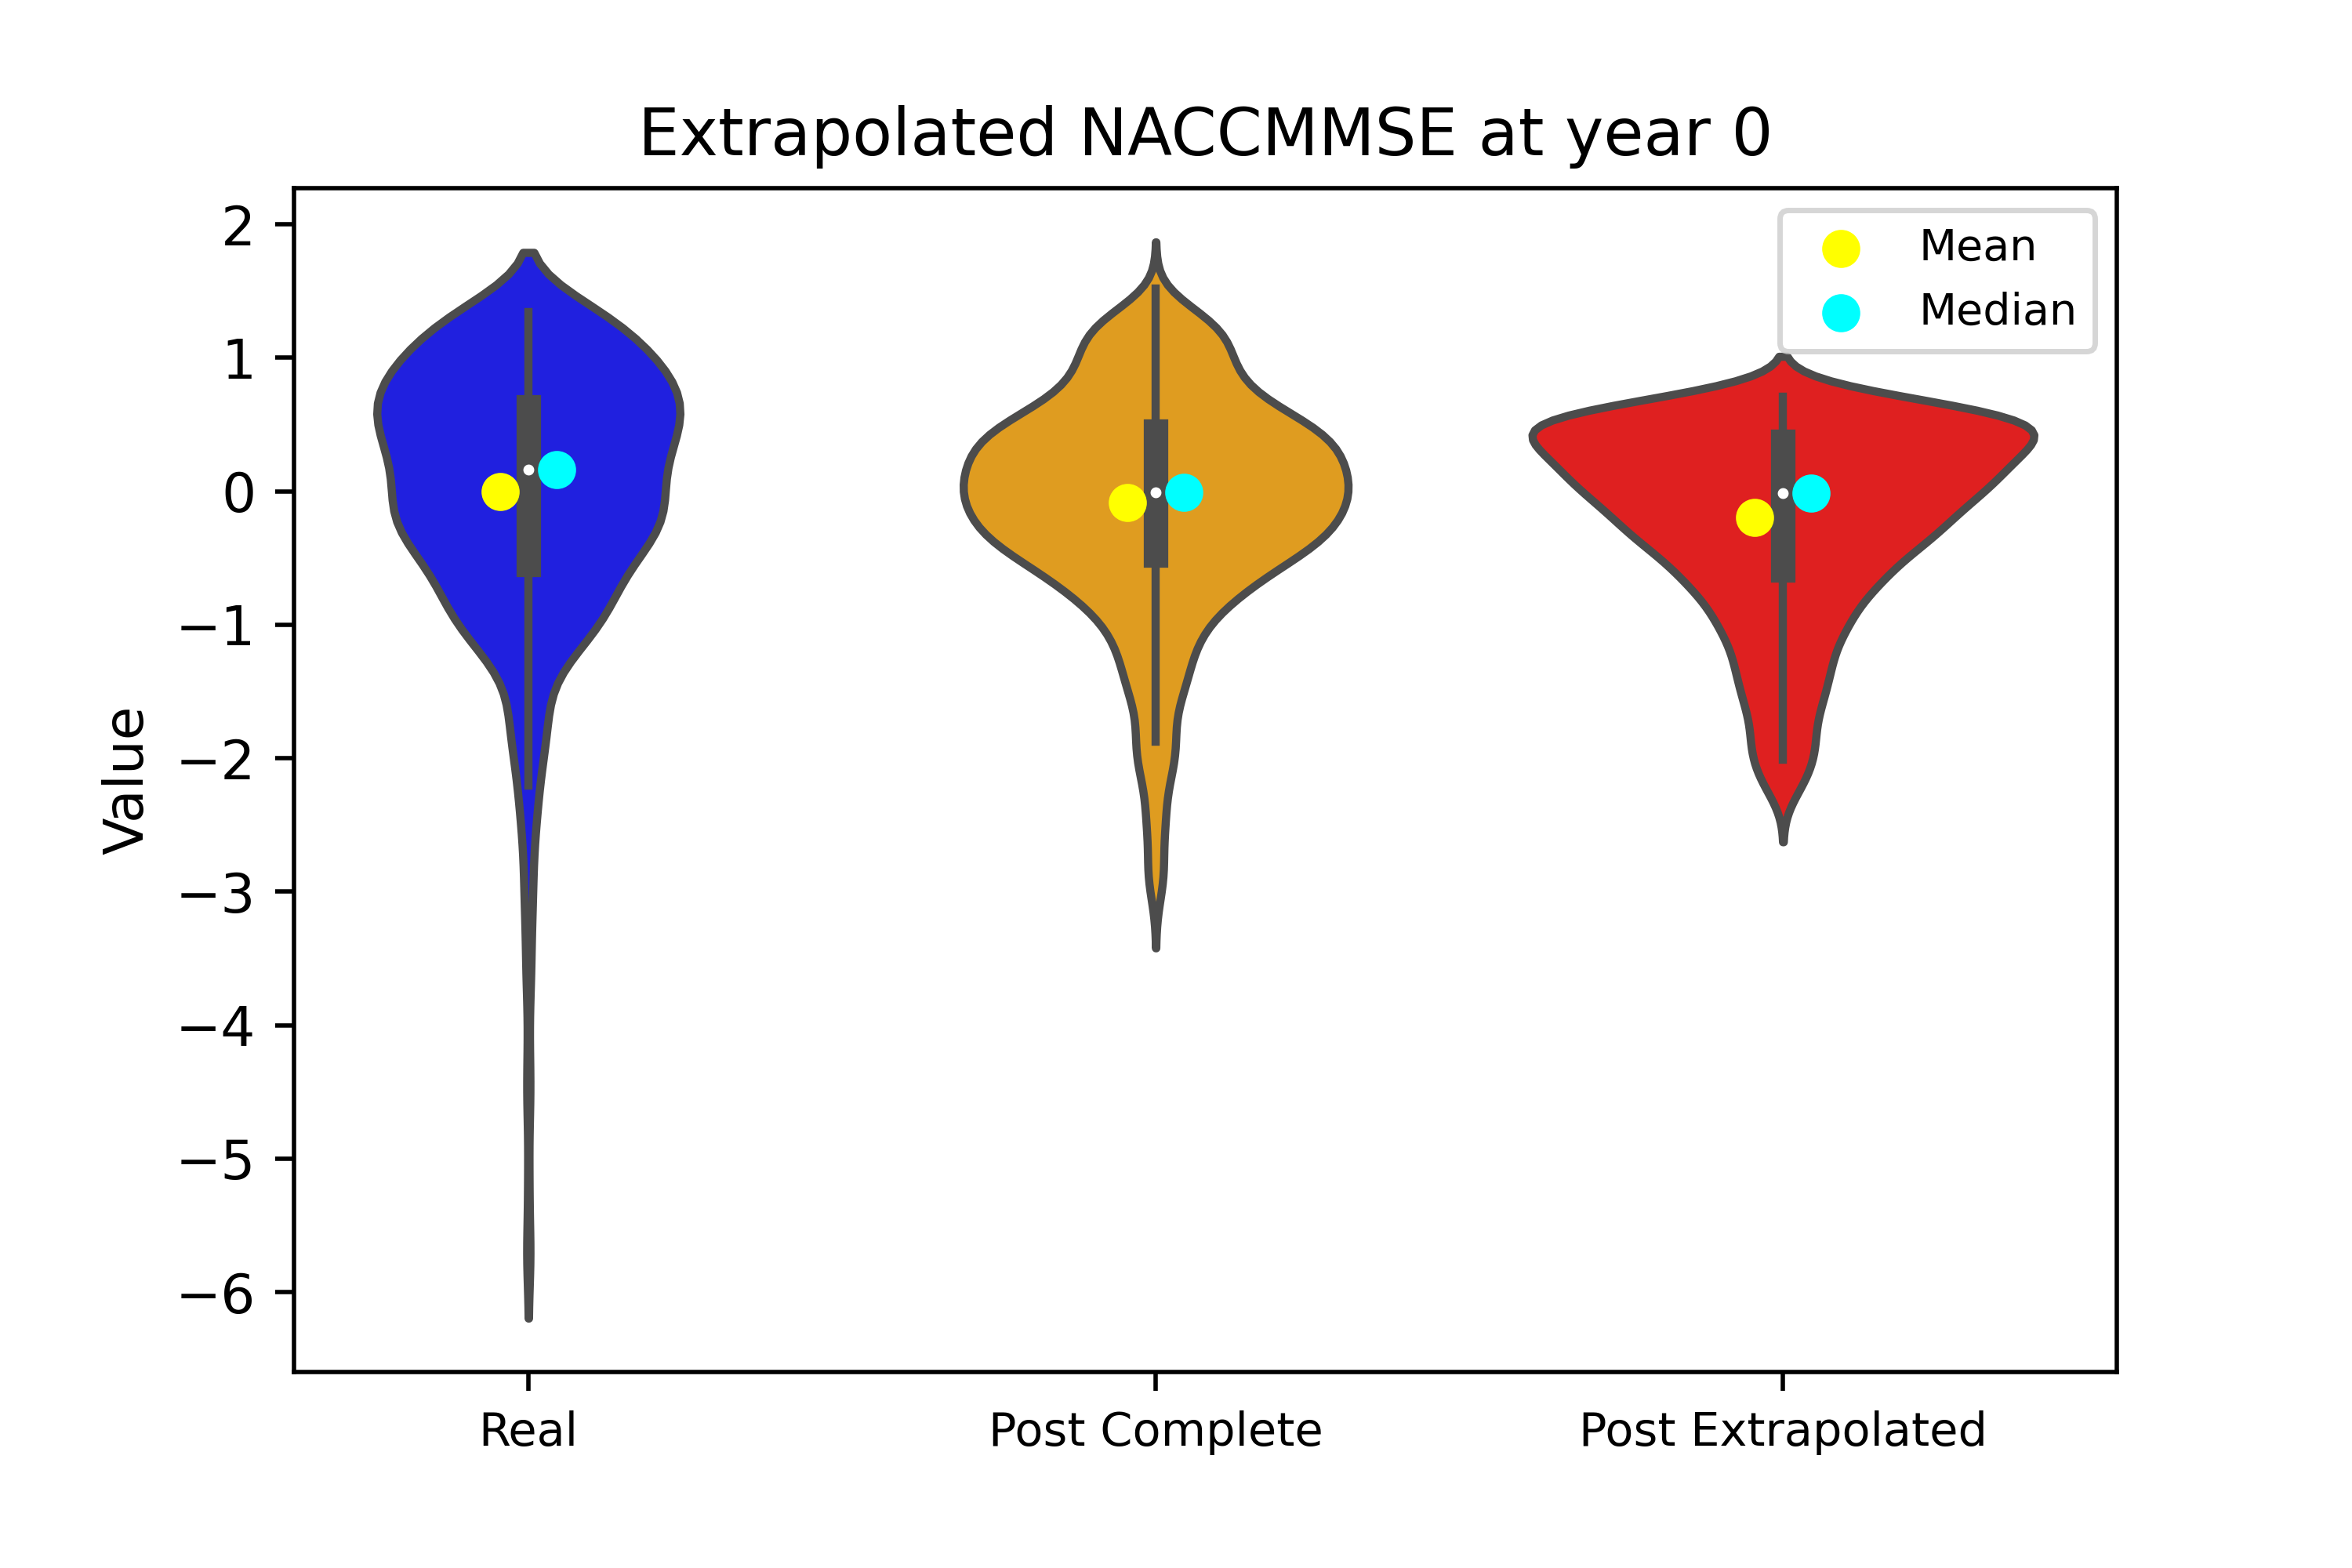 Extrapolated NACCMMSE at year 0
Mean
Median
Value
2
1
0
−1
−2
−3
−4
−5
−6
Real
Post Complete
Post Extrapolated